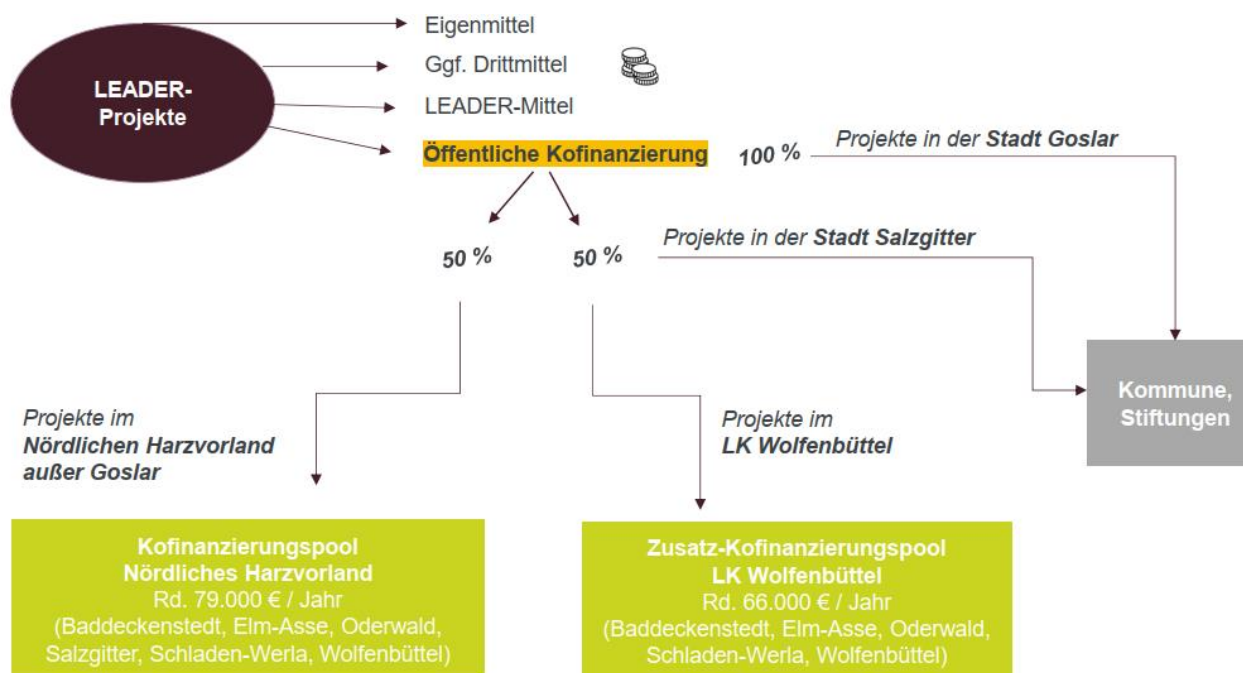 LEADER-
Projekte
Eigenmittel
Ggf. Drittmittel
LEADER-Mittel
Öffentliche Kofinanzierung
100 %
Projekte in der Stadt Goslar
50 %
50 %
Projekte in der Stadt Salzgitter
Kommune,
Stiftungen
Projekte im
Nördlichen Harzvorland
außer Goslar
Projekte im
LK Wolfenbüttel
Kofinanzierungspool
Nördliches Harzvorland
Rd. 79.000 € / Jahr
(Baddeckenstedt, Elm-Asse, Oderwald,
Salzgitter, Schladen-Werla, Wolfenbüttel)
Zusatz-Kofinanzierungspool
LK Wolfenbüttel
Rd. 66.000 € / Jahr
(Baddeckenstedt, Elm-Asse, Oderwald,
Schladen-Werla, Wolfenbüttel)